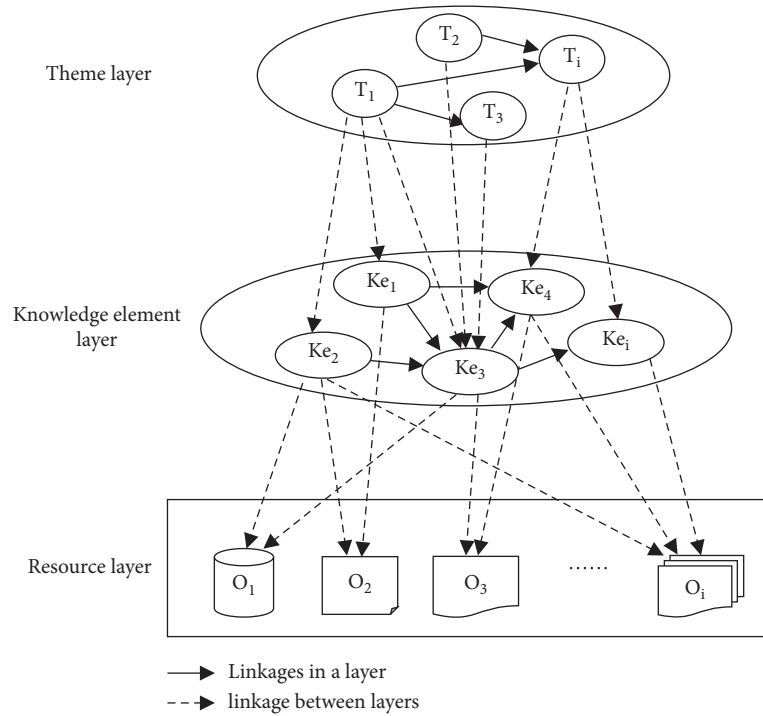 Theme layer
T2
Ti
T1
T3
Knowledge element
layer
Ke1
Ke4
Ke2
Ke3
Kei
Resource layer
O1
O2
O3
......
Oi
Linkages in a layer
linkage between layers